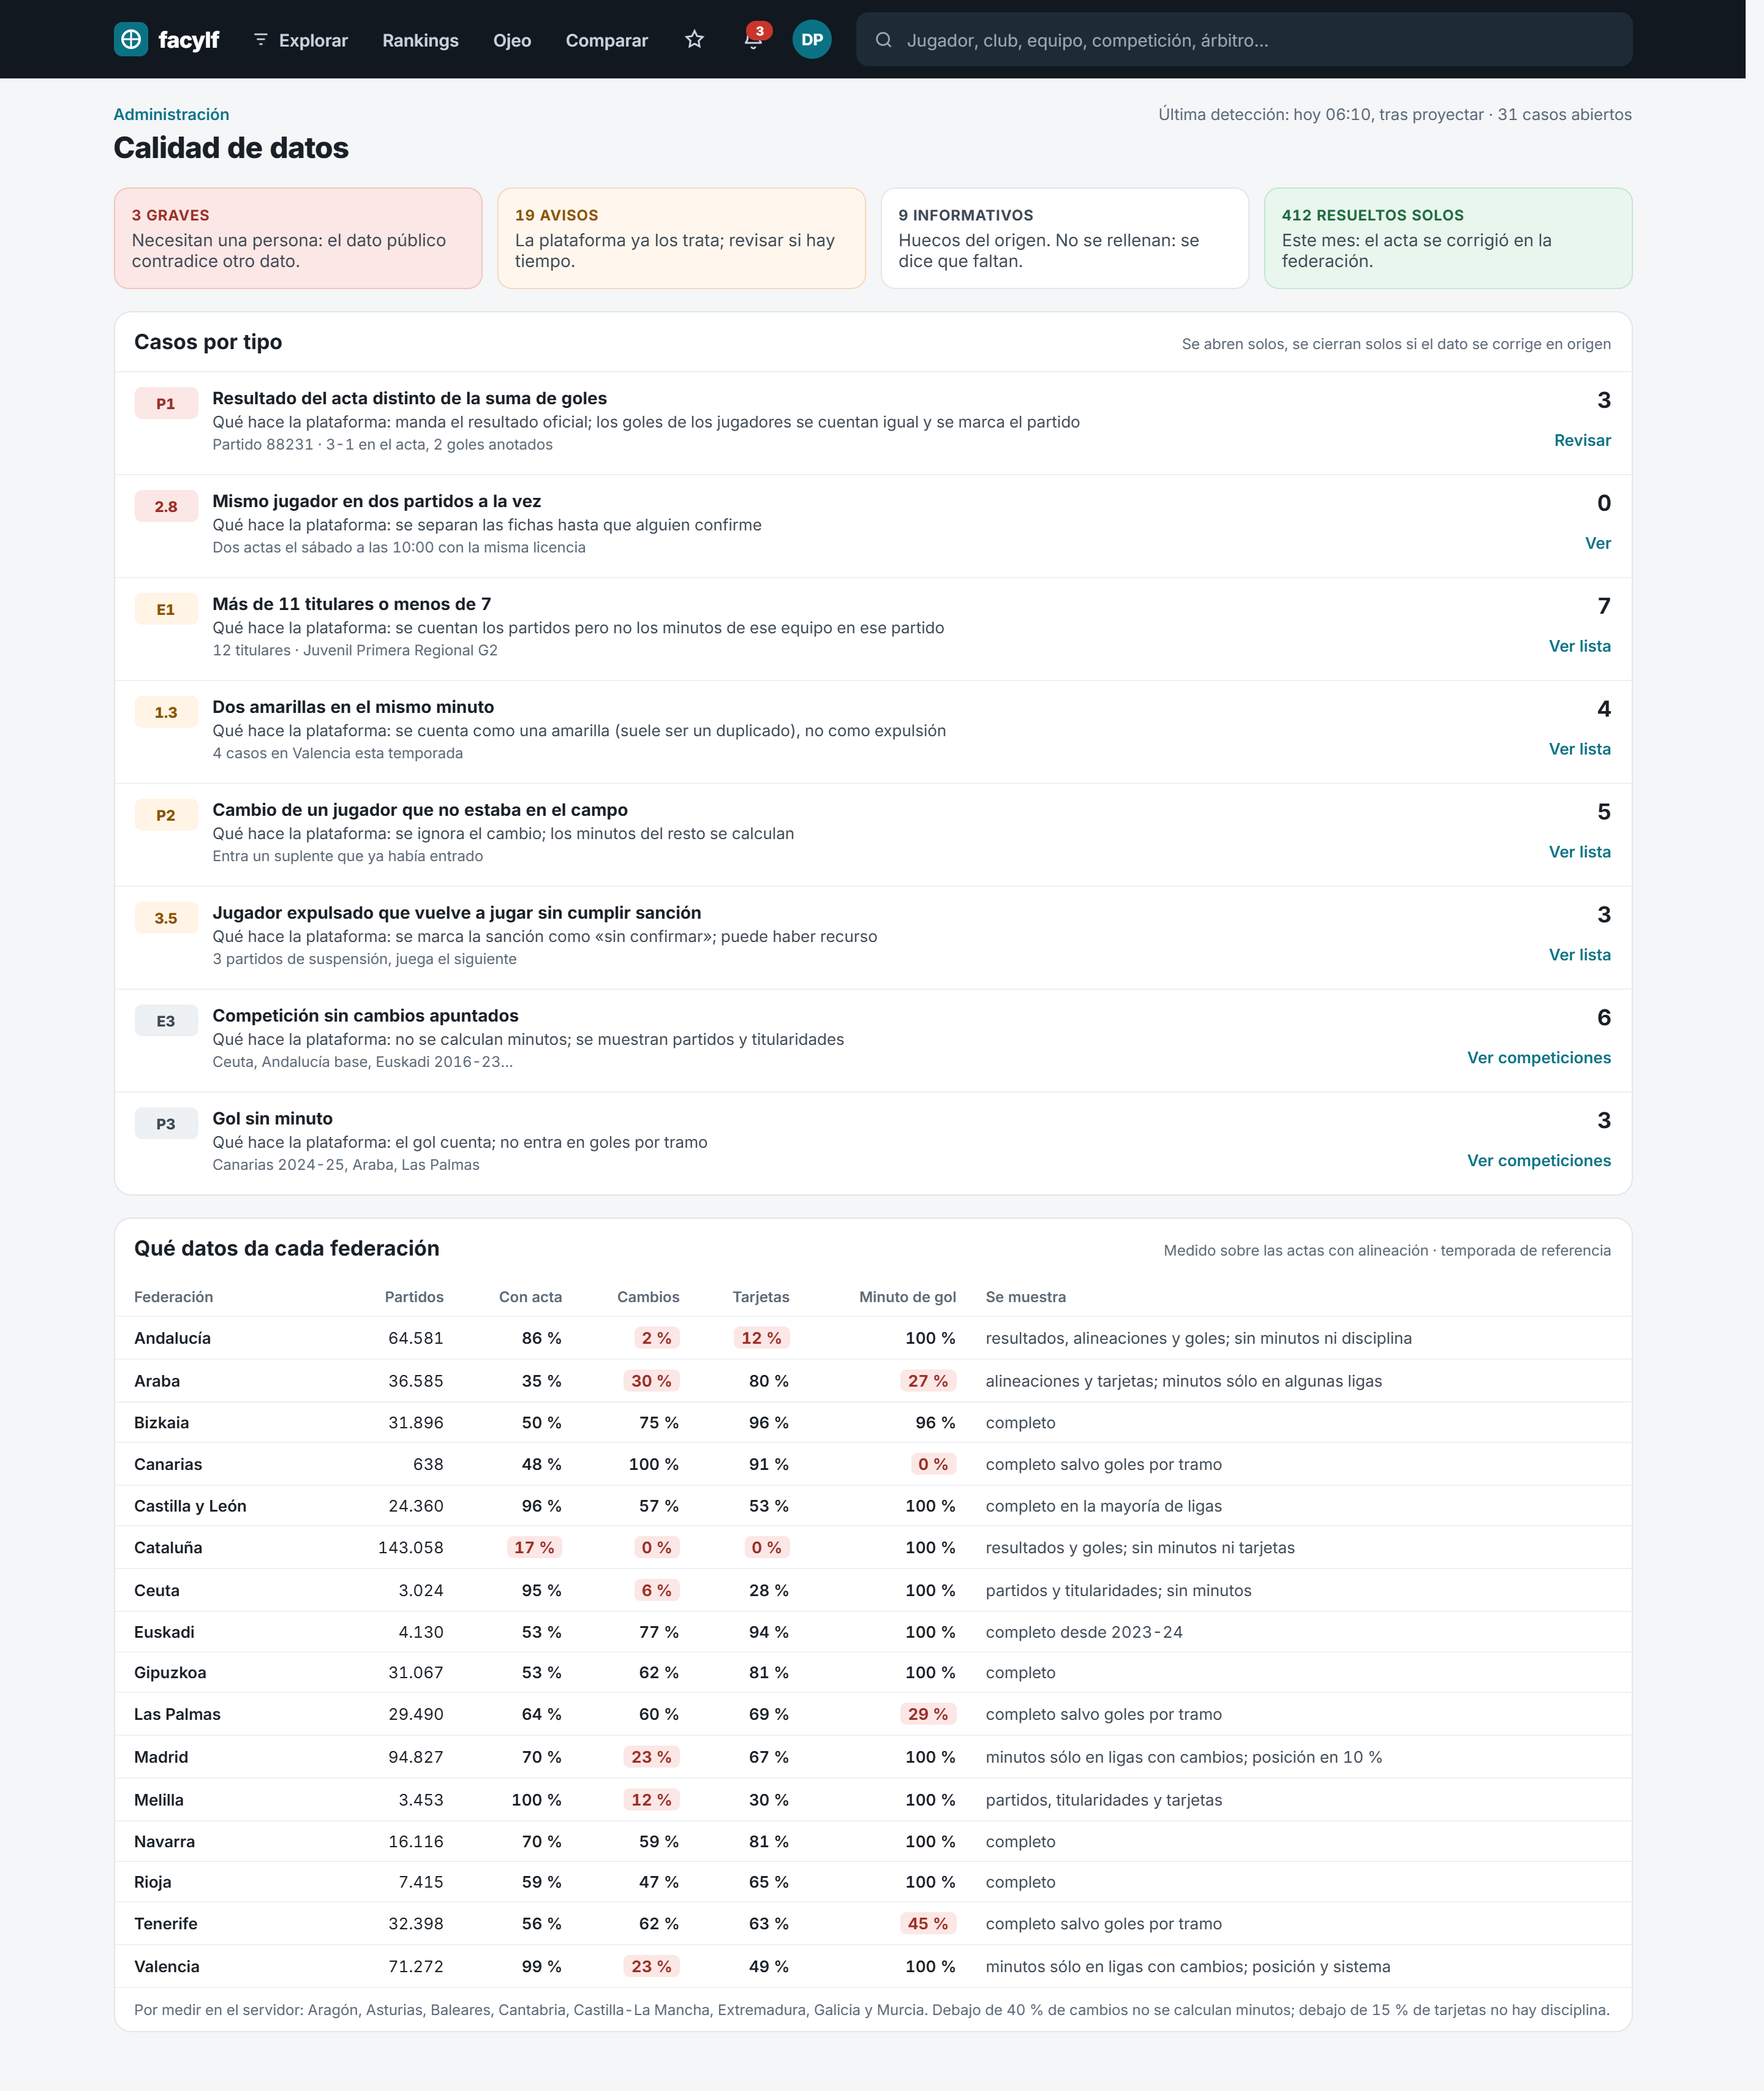 facylf Explorar Rankings Ojeo Comparar 3 DP Jugador, club, equipo, competición, árbitro...
Administración
Última detección: hoy 06:10, tras proyectar · 31 casos abiertos
Calidad de datos
3 GRAVES
Necesitan una persona: el dato público
contradice otro dato.
19 AVISOS
La plataforma ya los trata; revisar si hay
tiempo.
9 INFORMATIVOS
Huecos del origen. No se rellenan: se
dice que faltan.
412 RESUELTOS SOLOS
Este mes: el acta se corrigió en la
federación.
Casos por tipo
Se abren solos, se cierran solos si el dato se corrige en origen
P1 Resultado del acta distinto de la suma de goles 3
Qué hace la plataforma: manda el resultado oficial; los goles de los jugadores se cuentan igual y se marca el partido
Partido 88231 · 3-1 en el acta, 2 goles anotados
Revisar
2.8 Mismo jugador en dos partidos a la vez 0
Qué hace la plataforma: se separan las fichas hasta que alguien confirme
Dos actas el sábado a las 10:00 con la misma licencia
Ver
E1 Más de 11 titulares o menos de 7 7
Qué hace la plataforma: se cuentan los partidos pero no los minutos de ese equipo en ese partido
12 titulares · Juvenil Primera Regional G2
Ver lista
1.3 Dos amarillas en el mismo minuto 4
Qué hace la plataforma: se cuenta como una amarilla (suele ser un duplicado), no como expulsión
4 casos en Valencia esta temporada
Ver lista
P2 Cambio de un jugador que no estaba en el campo 5
Qué hace la plataforma: se ignora el cambio; los minutos del resto se calculan
Entra un suplente que ya había entrado
Ver lista
3.5 Jugador expulsado que vuelve a jugar sin cumplir sanción 3
Qué hace la plataforma: se marca la sanción como «sin confirmar»; puede haber recurso
3 partidos de suspensión, juega el siguiente
Ver lista
E3 Competición sin cambios apuntados 6
Qué hace la plataforma: no se calculan minutos; se muestran partidos y titularidades
Ceuta, Andalucía base, Euskadi 2016-23...
Ver competiciones
P3 Gol sin minuto 3
Qué hace la plataforma: el gol cuenta; no entra en goles por tramo
Canarias 2024-25, Araba, Las Palmas
Ver competiciones
Qué datos da cada federación
Medido sobre las actas con alineación · temporada de referencia
Federación Partidos Con acta Cambios Tarjetas Minuto de gol Se muestra
Andalucía 64.581 86 % 2 % 12 % 100 % resultados, alineaciones y goles; sin minutos ni disciplina
Araba 36.585 35 % 30 % 80 % 27 % alineaciones y tarjetas; minutos sólo en algunas ligas
Bizkaia 31.896 50 % 75 % 96 % 96 % completo
Canarias 638 48 % 100 % 91 % 0 % completo salvo goles por tramo
Castilla y León 24.360 96 % 57 % 53 % 100 % completo en la mayoría de ligas
Cataluña 143.058 17 % 0 % 0 % 100 % resultados y goles; sin minutos ni tarjetas
Ceuta 3.024 95 % 6 % 28 % 100 % partidos y titularidades; sin minutos
Euskadi 4.130 53 % 77 % 94 % 100 % completo desde 2023-24
Gipuzkoa 31.067 53 % 62 % 81 % 100 % completo
Las Palmas 29.490 64 % 60 % 69 % 29 % completo salvo goles por tramo
Madrid 94.827 70 % 23 % 67 % 100 % minutos sólo en ligas con cambios; posición en 10 %
Melilla 3.453 100 % 12 % 30 % 100 % partidos, titularidades y tarjetas
Navarra 16.116 70 % 59 % 81 % 100 % completo
Rioja 7.415 59 % 47 % 65 % 100 % completo
Tenerife 32.398 56 % 62 % 63 % 45 % completo salvo goles por tramo
Valencia 71.272 99 % 23 % 49 % 100 % minutos sólo en ligas con cambios; posición y sistema
Por medir en el servidor: Aragón, Asturias, Baleares, Cantabria, Castilla-La Mancha, Extremadura, Galicia y Murcia. Debajo de 40 % de cambios no se calculan minutos; debajo de 15 % de tarjetas no hay disciplina.